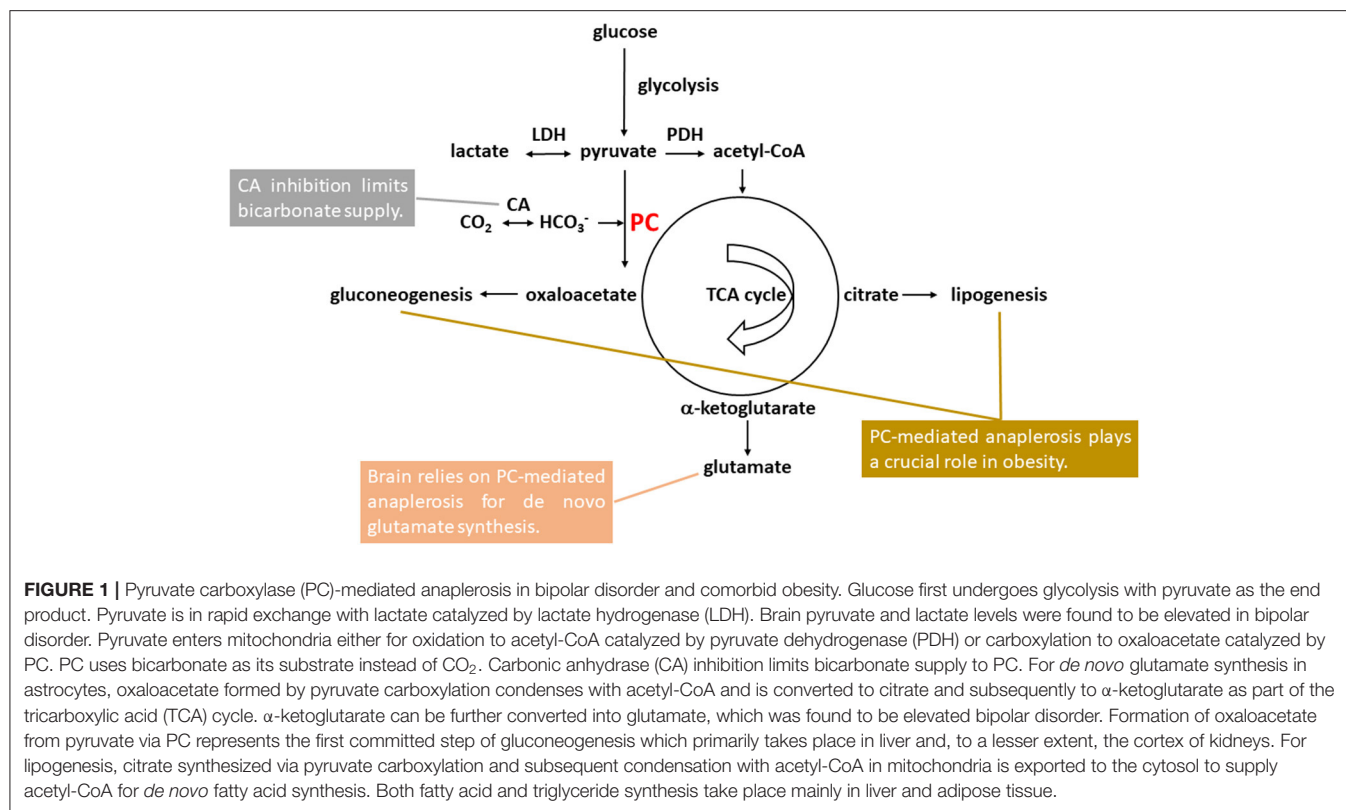 glucose
glycolysis
LDH PDH
lactate pyruvate acetyl-CoA
CA inhibition limits
bicarbonate supply.
CA
CO₂ HCO₃⁻ PC
gluconeogenesis oxaloacetate TCA cycle citrate lipogenesis
α-ketoglutarate
PC-mediated anaplerosis plays
a crucial role in obesity.
glutamate
Brain relies on PC-mediated
anaplerosis for de novo
glutamate synthesis.
FIGURE 1 | Pyruvate carboxylase (PC)-mediated anaplerosis in bipolar disorder and comorbid obesity. Glucose first undergoes glycolysis with pyruvate as the end
product. Pyruvate is in rapid exchange with lactate catalyzed by lactate hydrogenase (LDH). Brain pyruvate and lactate levels were found to be elevated in bipolar
disorder. Pyruvate enters mitochondria either for oxidation to acetyl-CoA catalyzed by pyruvate dehydrogenase (PDH) or carboxylation to oxaloacetate catalyzed by
PC. PC uses bicarbonate as its substrate instead of CO₂. Carbonic anhydrase (CA) inhibition limits bicarbonate supply to PC. For de novo glutamate synthesis in
astrocytes, oxaloacetate formed by pyruvate carboxylation condenses with acetyl-CoA and is converted to citrate and subsequently to α-ketoglutarate as part of the
tricarboxylic acid (TCA) cycle. α-ketoglutarate can be further converted into glutamate, which was found to be elevated bipolar disorder. Formation of oxaloacetate
from pyruvate via PC represents the first committed step of gluconeogenesis which primarily takes place in liver and, to a lesser extent, the cortex of kidneys. For
lipogenesis, citrate synthesized via pyruvate carboxylation and subsequent condensation with acetyl-CoA in mitochondria is exported to the cytosol to supply
acetyl-CoA for de novo fatty acid synthesis. Both fatty acid and triglyceride synthesis take place mainly in liver and adipose tissue.